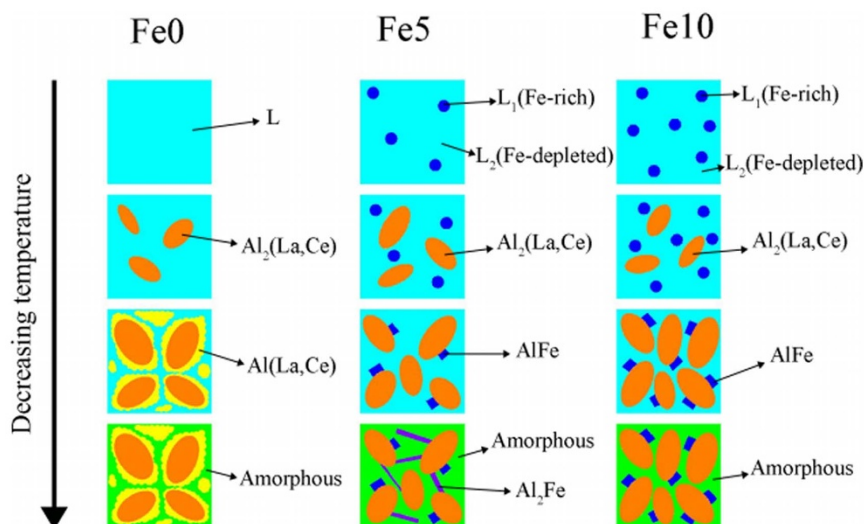 Fe0 Fe5 Fe10
Decreasing temperature
L
L₁(Fe-rich)
L₂(Fe-depleted)
L₁(Fe-rich)
L₂(Fe-depleted)
Al₂(La,Ce)
Al₂(La,Ce)
Al₂(La,Ce)
Al(La,Ce)
AlFe
AlFe
Amorphous
Amorphous
Al₂Fe
Amorphous